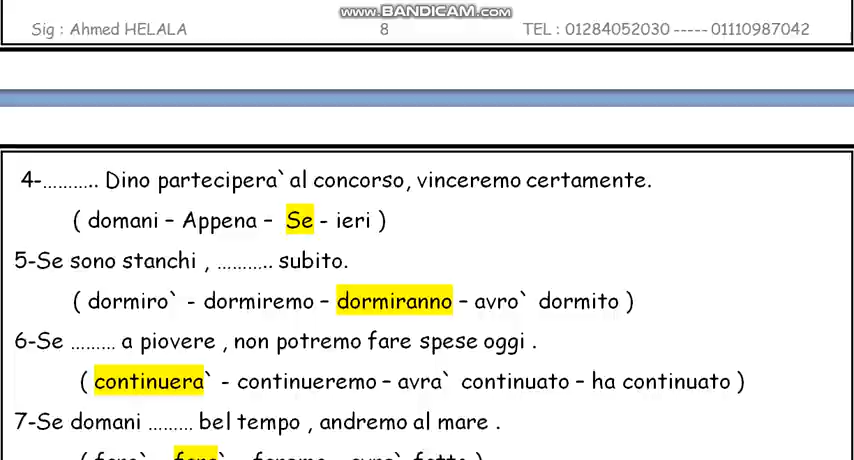 www.BANDICAM.com
Sig : Ahmed HELALA 8 TEL : 01284052030 ----- 01110987042
4-……….. Dino partecipera` al concorso, vinceremo certamente.
( domani – Appena – Se - ieri )
5-Se sono stanchi , ……….. subito.
( dormiro` - dormiremo – dormiranno – avro` dormito )
6-Se ……… a piovere , non potremo fare spese oggi .
( continuera` - continueremo – avra` continuato – ha continuato )
7-Se domani ……… bel tempo , andremo al mare .